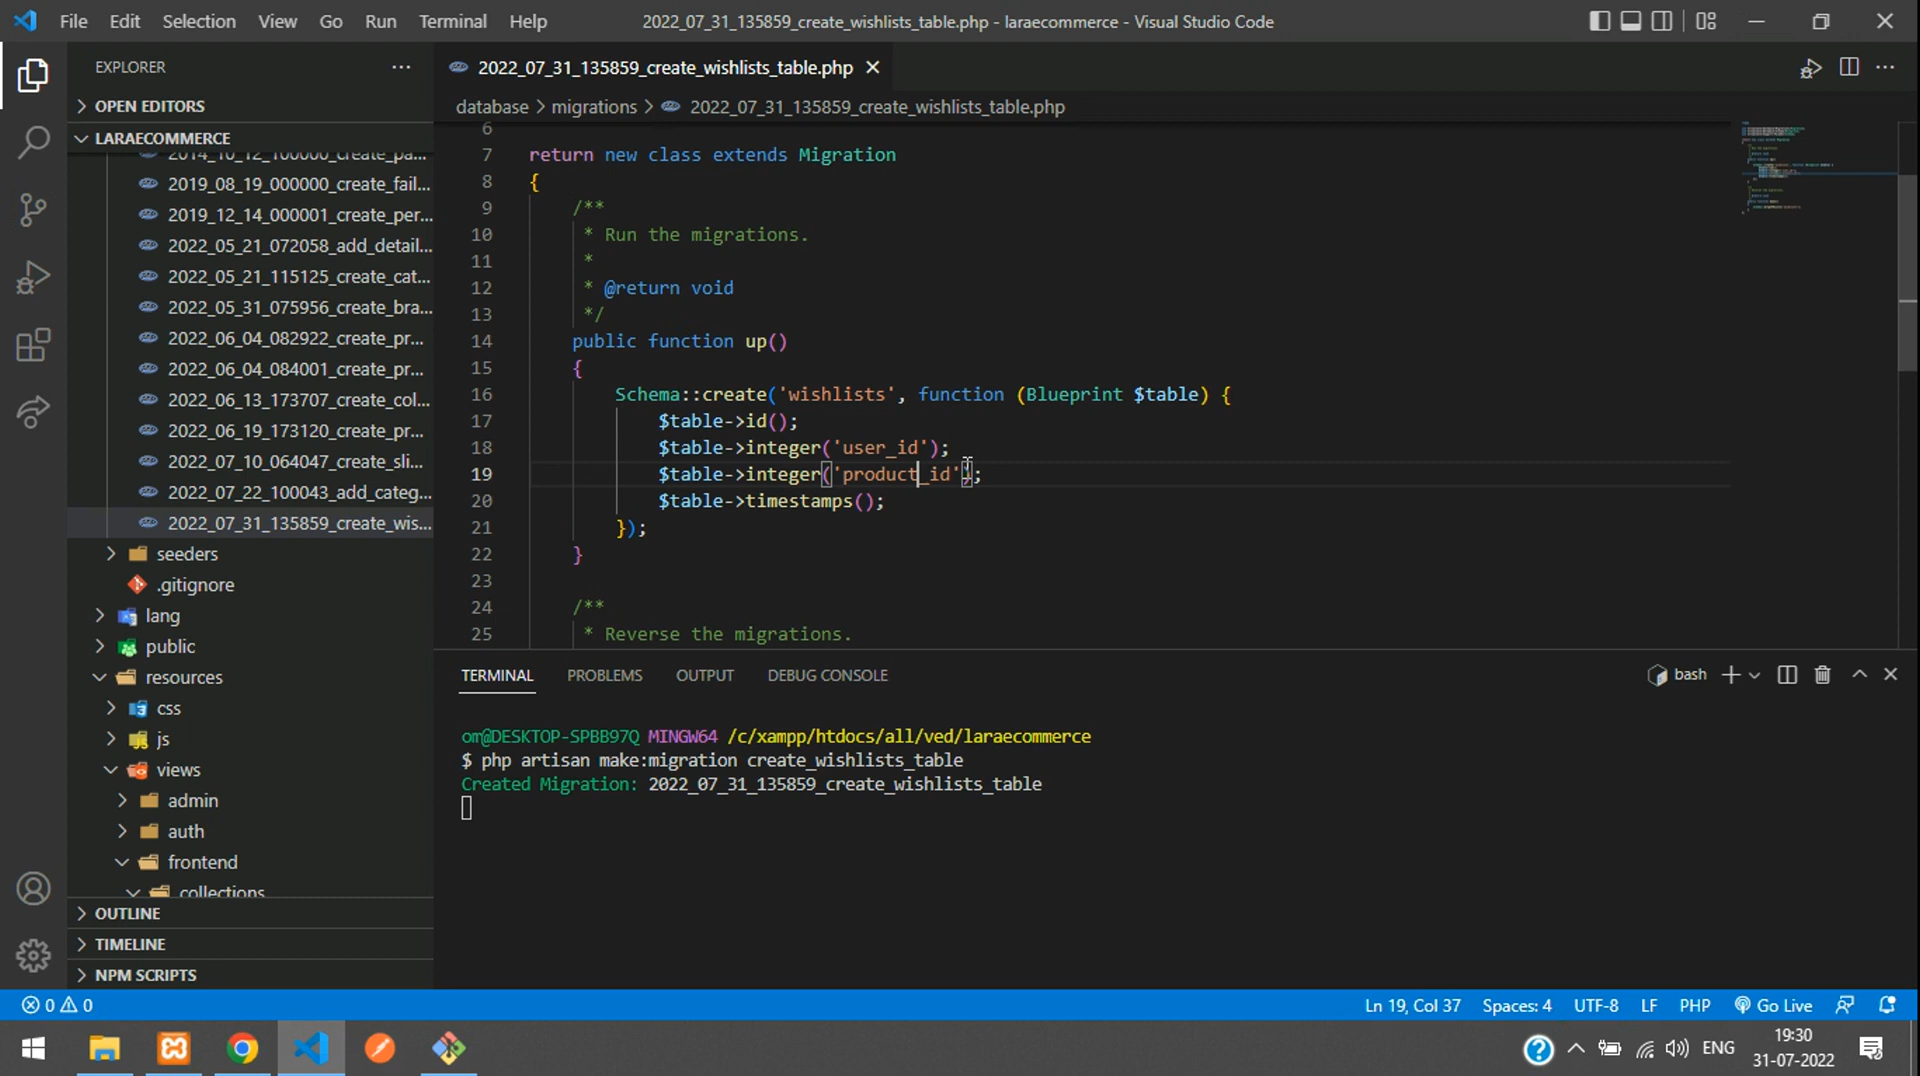 File Edit Selection View Go Run Terminal Help
2022_07_31_135859_create_wishlists_table.php - laraecommerce - Visual Studio Code
EXPLORER
OPEN EDITORS
LARAECOMMERCE
2014_10_12_100000_create_pa...
2019_08_19_000000_create_fail...
2019_12_14_000001_create_per...
2022_05_21_072058_add_detail...
2022_05_21_115125_create_cat...
2022_05_31_075956_create_bra...
2022_06_04_082922_create_pr...
2022_06_04_084001_create_pr...
2022_06_13_173707_create_col...
2022_06_19_173120_create_pr...
2022_07_10_064047_create_sli...
2022_07_22_100043_add_categ...
2022_07_31_135859_create_wis...
seeders
.gitignore
lang
public
resources
css
js
views
admin
auth
frontend
collections
OUTLINE
TIMELINE
NPM SCRIPTS
2022_07_31_135859_create_wishlists_table.php
database > migrations > 2022_07_31_135859_create_wishlists_table.php
6
7 return new class extends Migration
8 {
9 /**
10 * Run the migrations.
11 *
12 * @return void
13 */
14 public function up()
15 {
16 Schema::create('wishlists', function (Blueprint $table) {
17 $table->id();
18 $table->integer('user_id');
19 $table->integer('product_id');
20 $table->timestamps();
21 });
22 }
23
24 /**
25 * Reverse the migrations.
TERMINAL PROBLEMS OUTPUT DEBUG CONSOLE
bash
om@DESKTOP-SPBB97Q MINGW64 /c/xampp/htdocs/all/ved/laraecommerce
$ php artisan make:migration create_wishlists_table
Created Migration: 2022_07_31_135859_create_wishlists_table
0 0
Ln 19, Col 37 Spaces: 4 UTF-8 LF PHP Go Live
ENG
19:30
31-07-2022